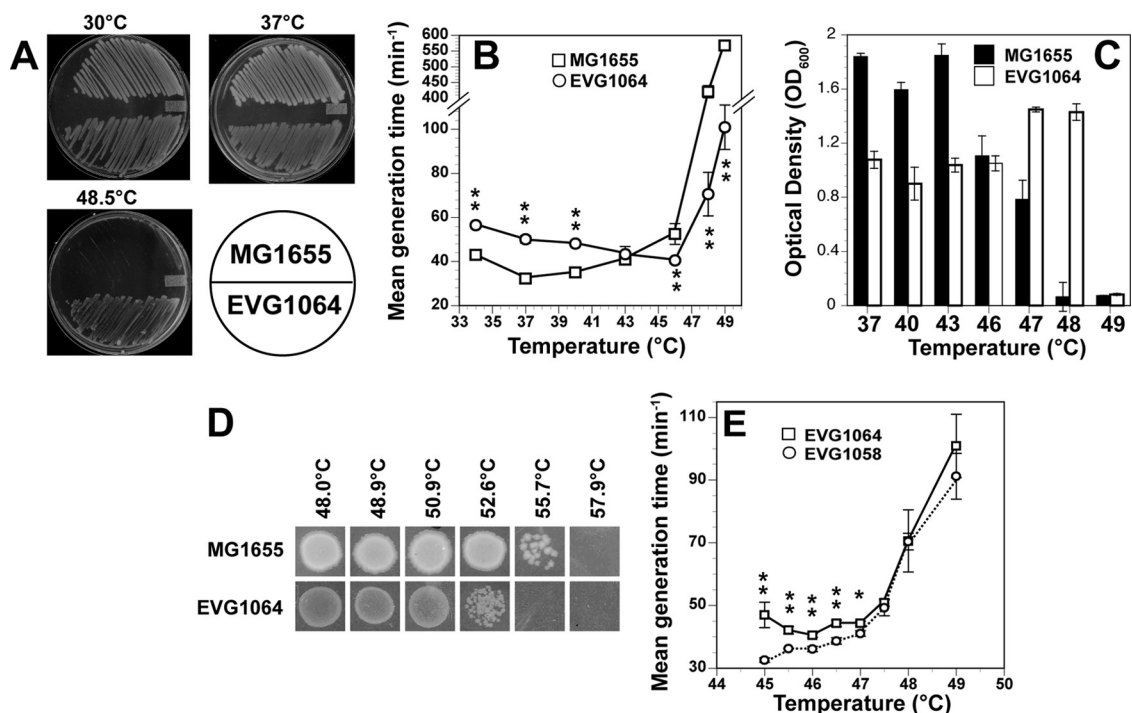 A
30°C
37°C
48.5°C
MG1655
EVG1064
B
Mean generation time (min-1)
600
550
500
450
400
100
80
60
40
20
MG1655
EVG1064
**
**
**
**
**
**
33 35 37 39 41 43 45 47 49
Temperature (°C)
C
Optical Density (OD600)
2
1.6
1.2
0.8
0.4
0
MG1655
EVG1064
37 40 43 46 47 48 49
Temperature (°C)
D
48.0°C
48.9°C
50.9°C
52.6°C
55.7°C
57.9°C
MG1655
EVG1064
E
Mean generation time (min-1)
110
90
70
50
30
EVG1064
EVG1058
** ** ** ** *
44 45 46 47 48 49 50
Temperature (°C)